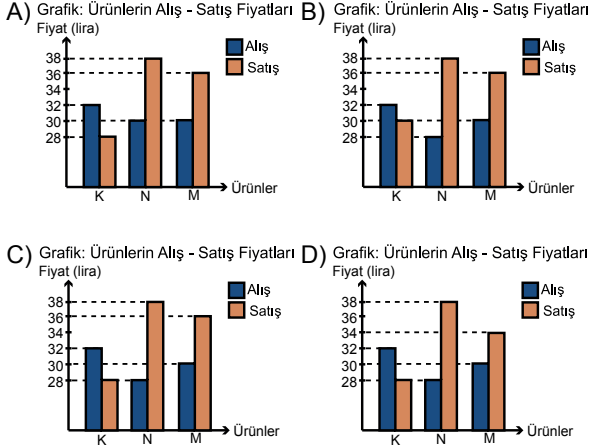 A) Grafik: Ürünlerin Alış - Satış Fiyatları
Fiyat (lira)
Alış
Satış
38
36
34
32
30
28
K N M
Ürünler
B) Grafik: Ürünlerin Alış - Satış Fiyatları
Fiyat (lira)
Alış
Satış
38
36
34
32
30
28
K N M
Ürünler
C) Grafik: Ürünlerin Alış - Satış Fiyatları
Fiyat (lira)
Alış
Satış
38
36
34
32
30
28
K N M
Ürünler
D) Grafik: Ürünlerin Alış - Satış Fiyatları
Fiyat (lira)
Alış
Satış
38
36
34
32
30
28
K N M
Ürünler